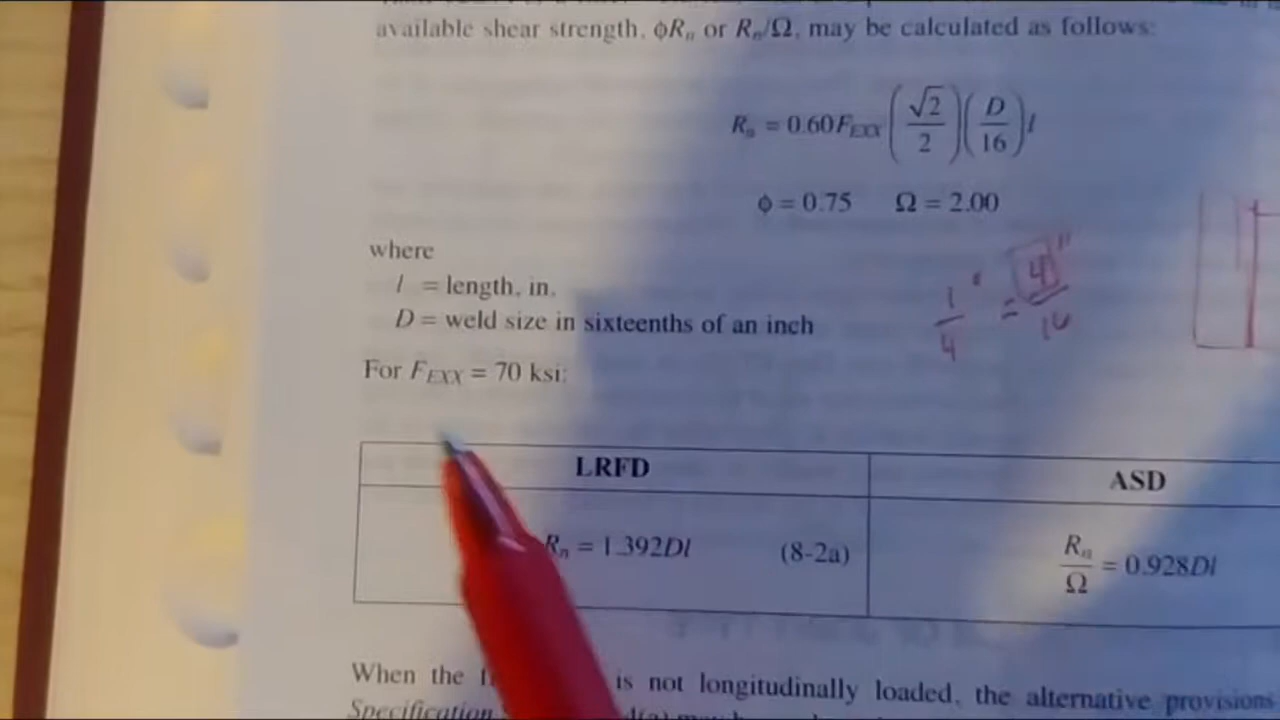 available shear strength, ϕRₙ or Rₙ/Ω, may be calculated as follows:
Rₙ = 0.60F_EXX (√2/2)(D/16)l
ϕ = 0.75 Ω = 2.00
where
l = length, in.
D = weld size in sixteenths of an inch
1/4" = 4/16"
For F_EXX = 70 ksi:
LRFD ASD
Rₙ = 1.392Dl (8-2a) Rₙ/Ω = 0.928Dl
When the is not longitudinally loaded, the alternative provisions
Specification